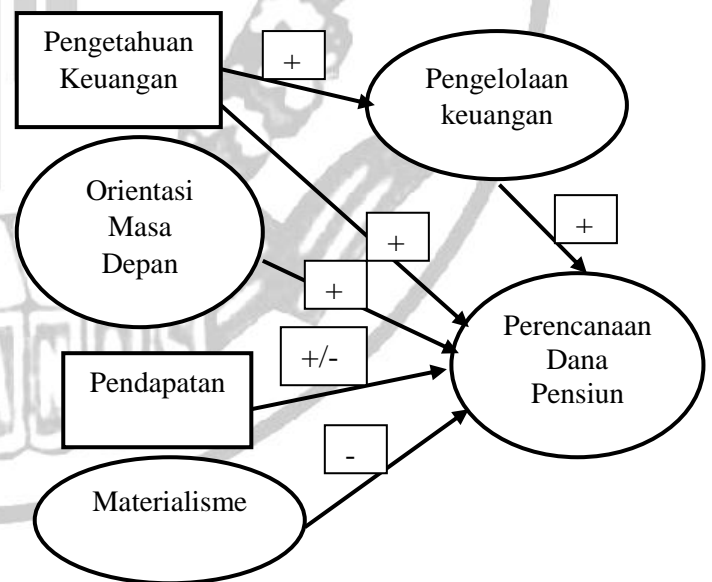 Pengetahuan
Keuangan
+
Pengelolaan
keuangan
Orientasi
Masa
Depan
+
+
+
Perencanaan
Dana
Pensiun
+/-
Pendapatan
-
Materialisme